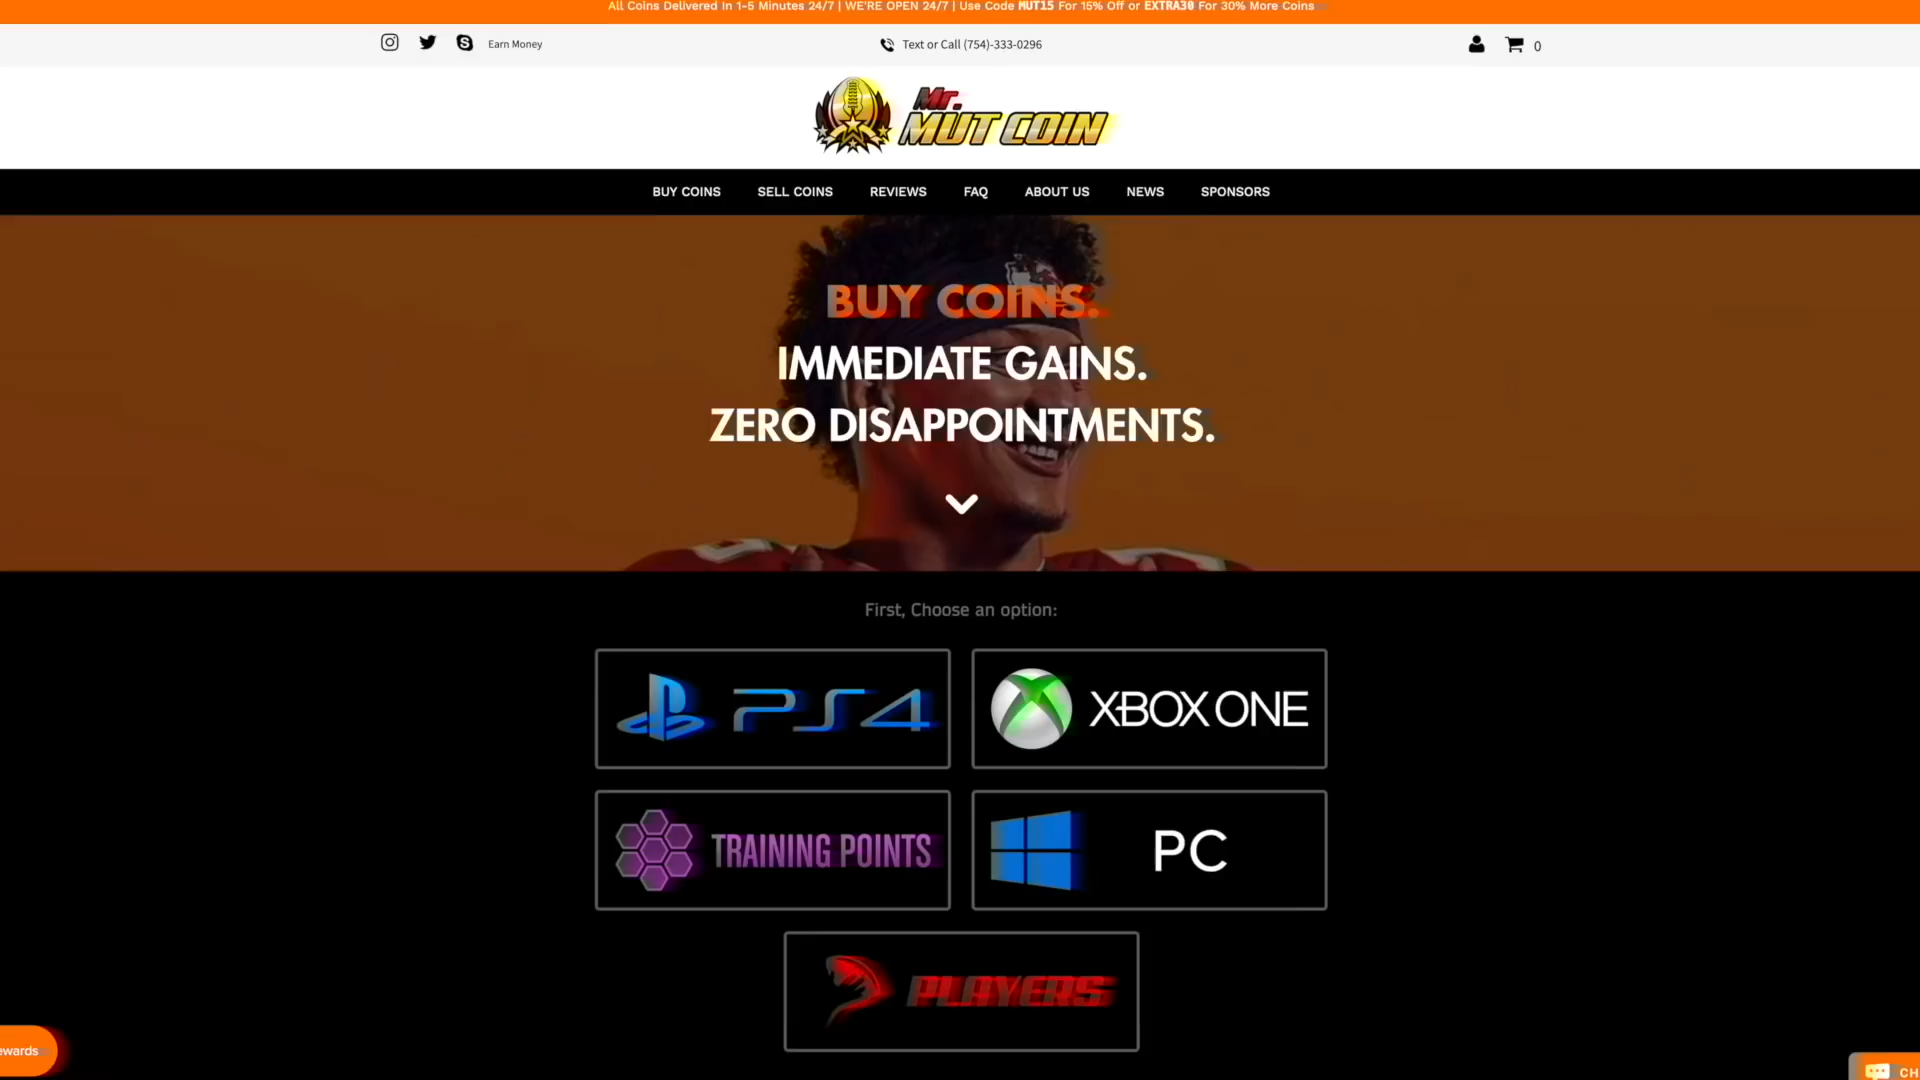 All Coins Delivered In 1-5 Minutes 24/7 | WE'RE OPEN 24/7 | Use Code MUT15 For 15% Off or EXTRA30 For 30% More Coins
Earn Money
Text or Call (754)-333-0296
0
Mr.
MUT COIN
BUY COINS SELL COINS REVIEWS FAQ ABOUT US NEWS SPONSORS
BUY COINS.
IMMEDIATE GAINS.
ZERO DISAPPOINTMENTS.
First, Choose an option:
PS4
XBOX ONE
TRAINING POINTS
PC
PLAYERS
ewards
CH